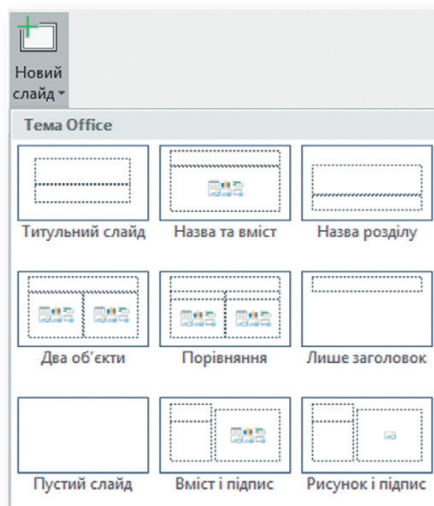 Новий
слайд
Тема Office
Титульний слайд
Назва та вміст
Назва розділу
Два об'єкти
Порівняння
Лише заголовок
Пустий слайд
Вміст і підпис
Рисунок і підпис